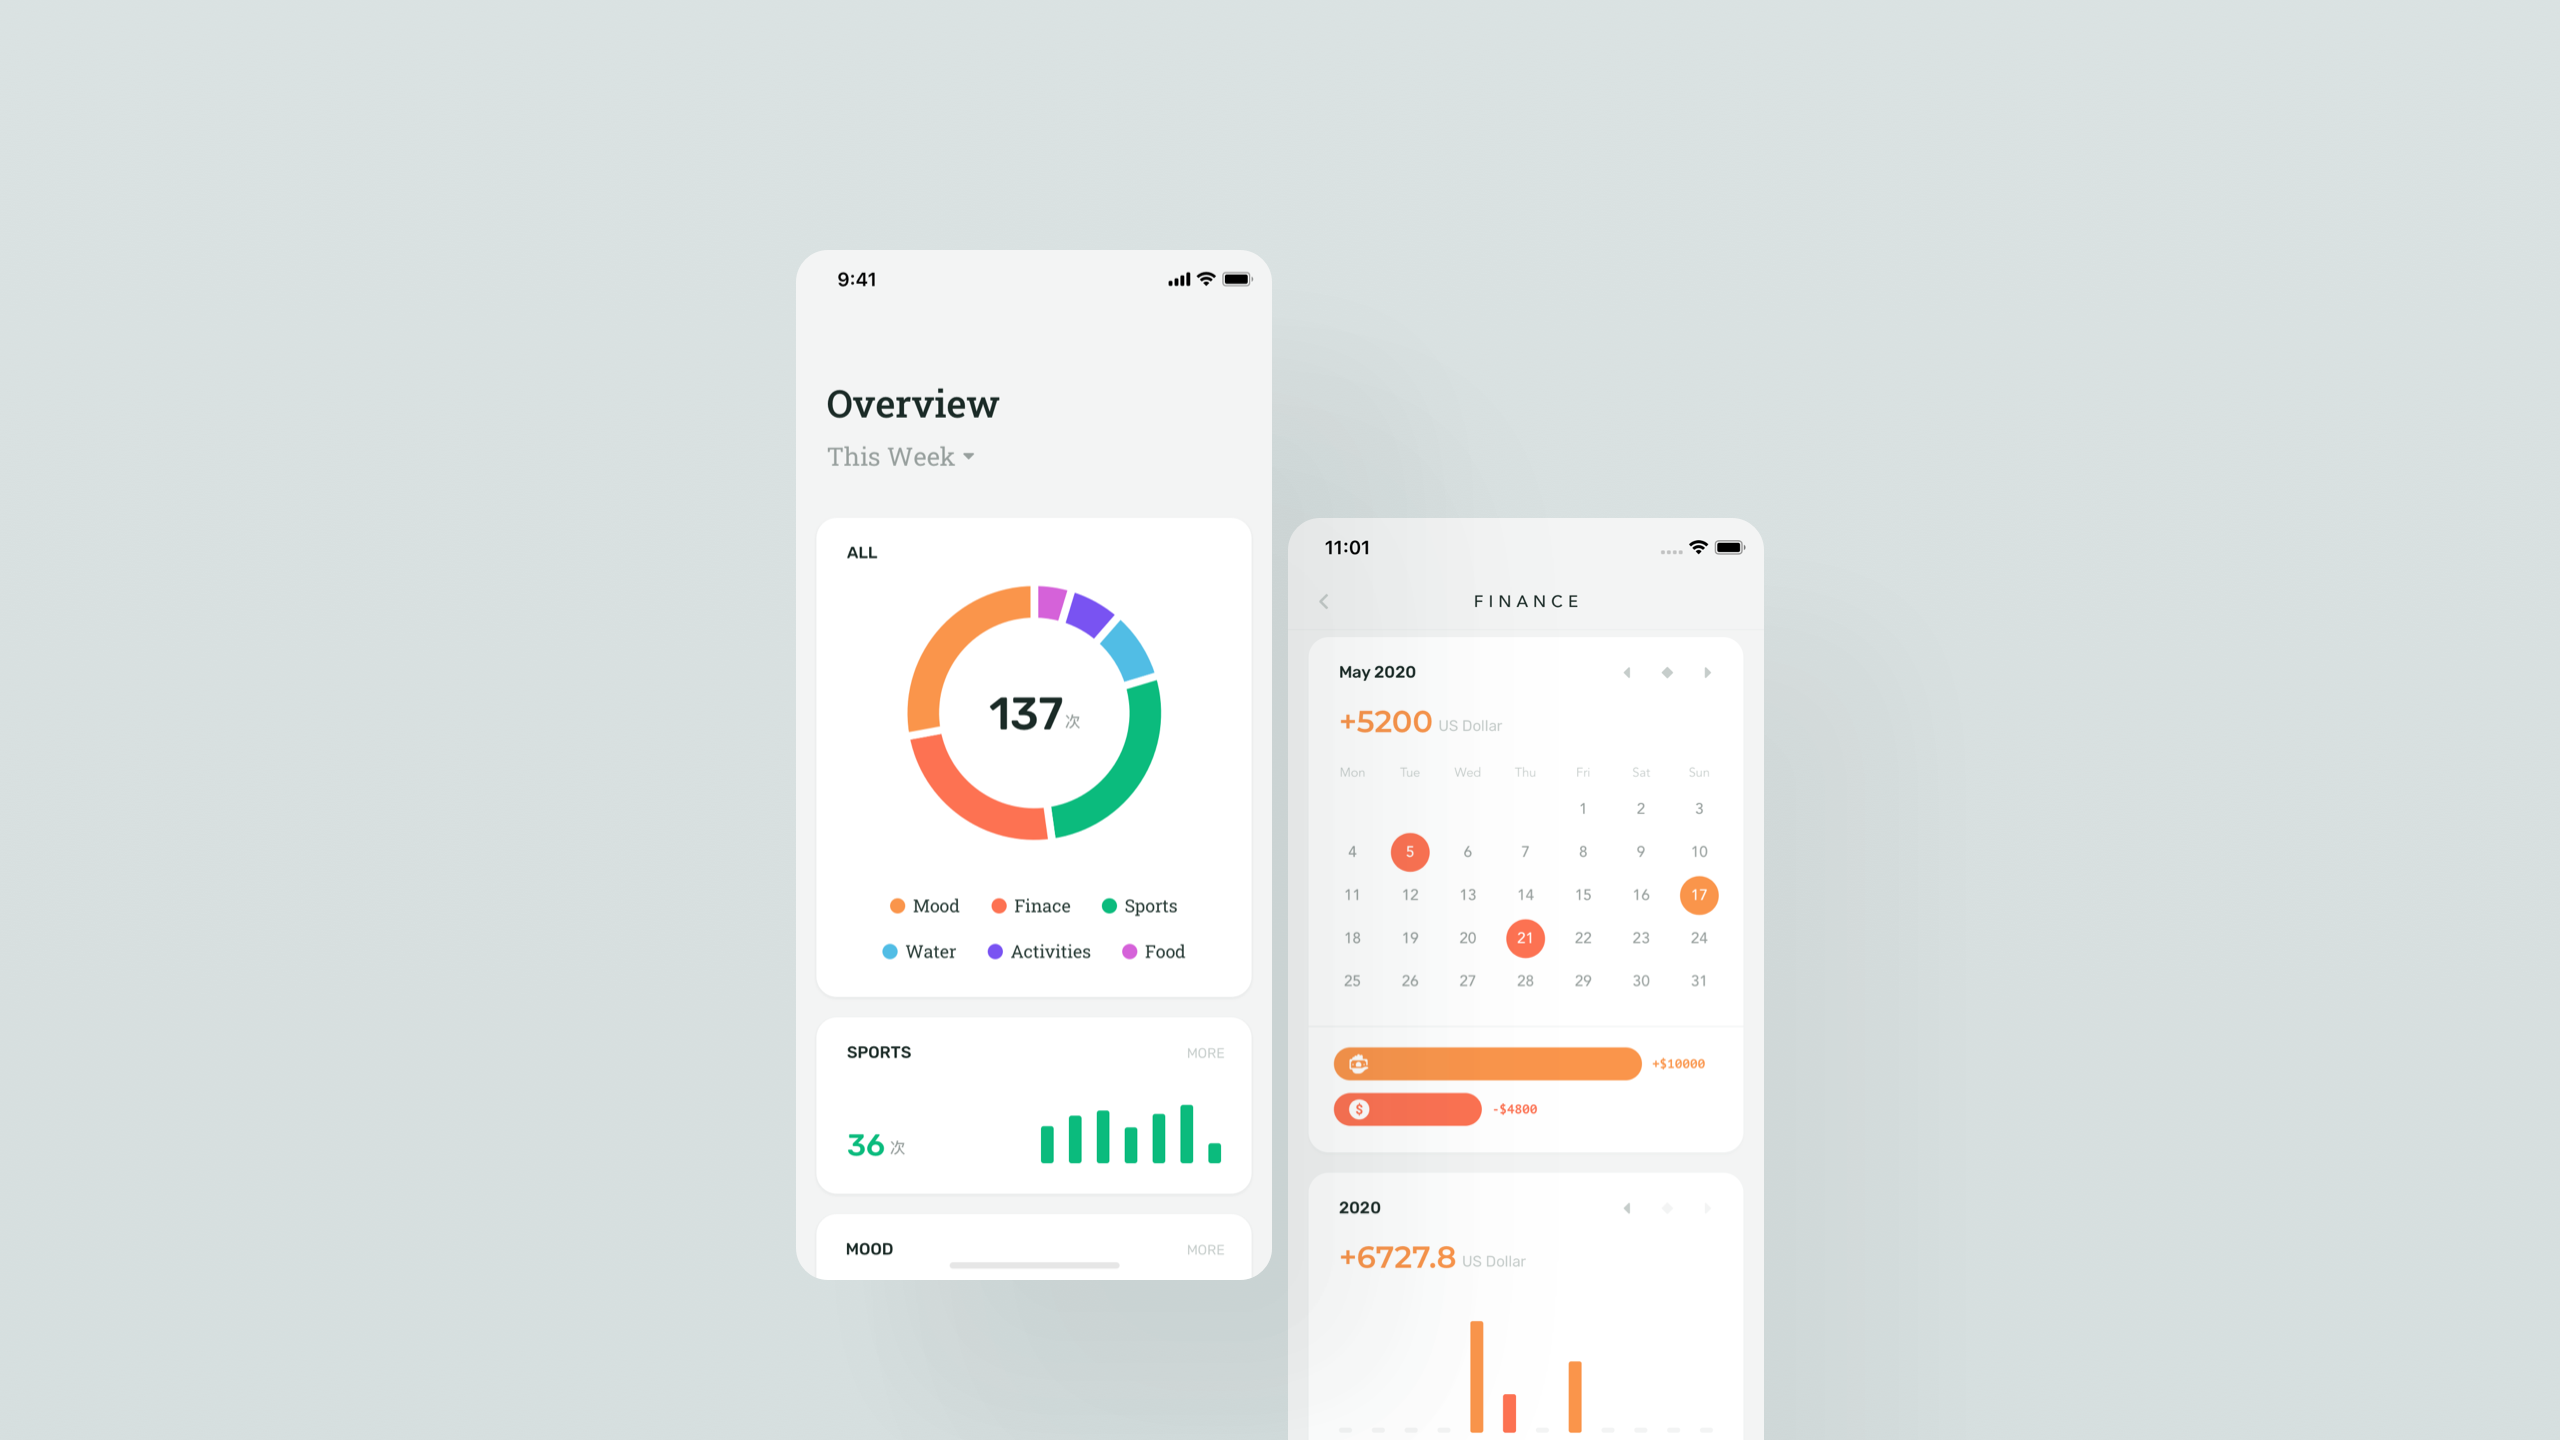 9:41
Overview
This Week
ALL
137次
Mood Finace Sports
Water Activities Food
SPORTS MORE
36 次
MOOD MORE
11:01
FINANCE
May 2020
+5200 US Dollar
Mon Tue Wed Thu Fri Sat Sun
1 2 3
4 5 6 7 8 9 10
11 12 13 14 15 16 17
18 19 20 21 22 23 24
25 26 27 28 29 30 31
+$10000
$ -$4800
2020
+6727.8 US Dollar